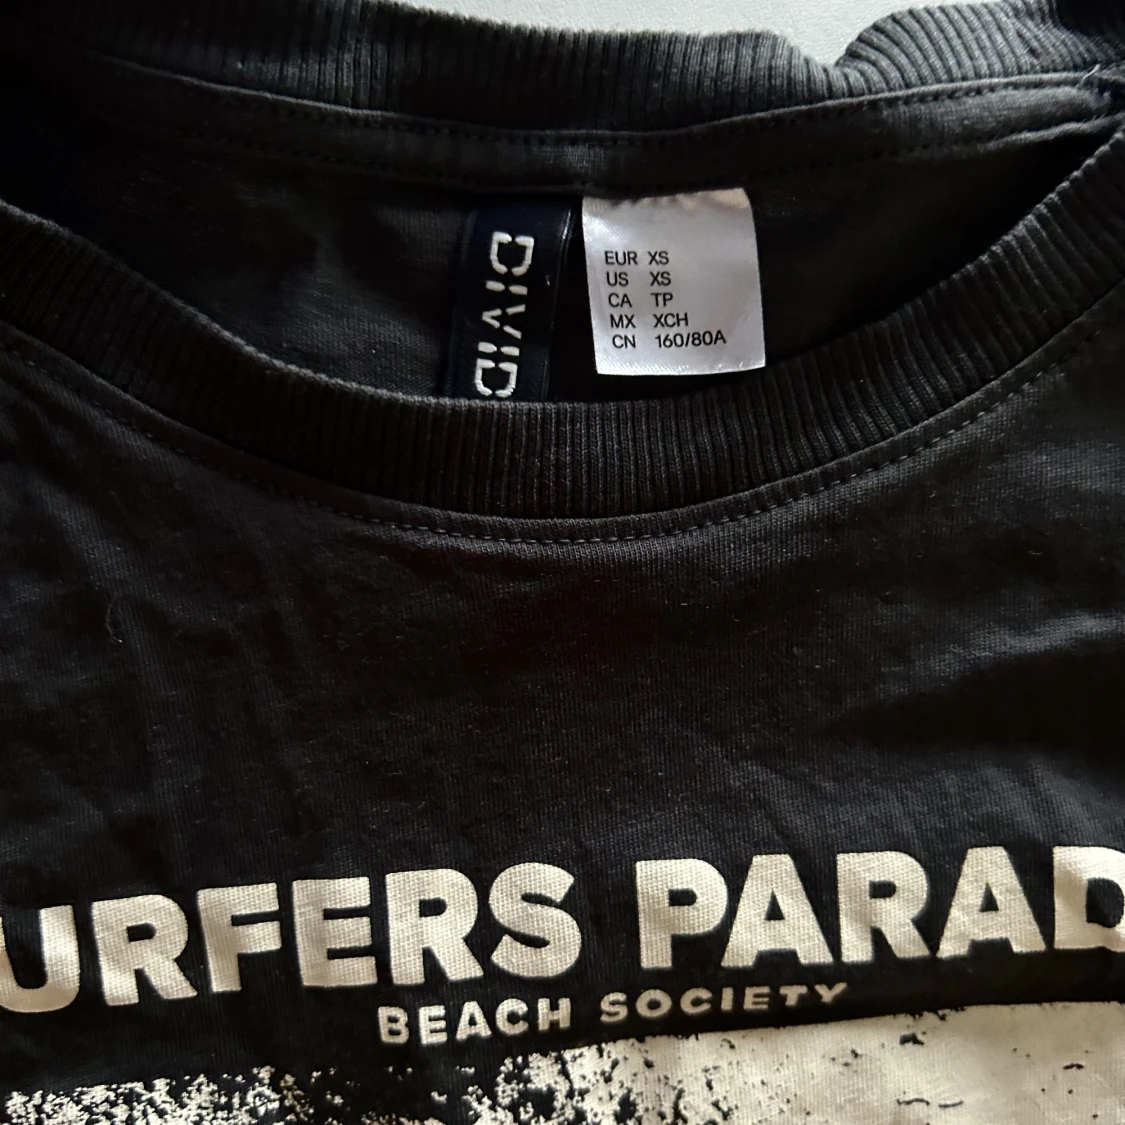 DIVID
EUR XS
US XS
CA TP
MX XCH
CN 160/80A
URFERS PARAD
BEACH SOCIETY